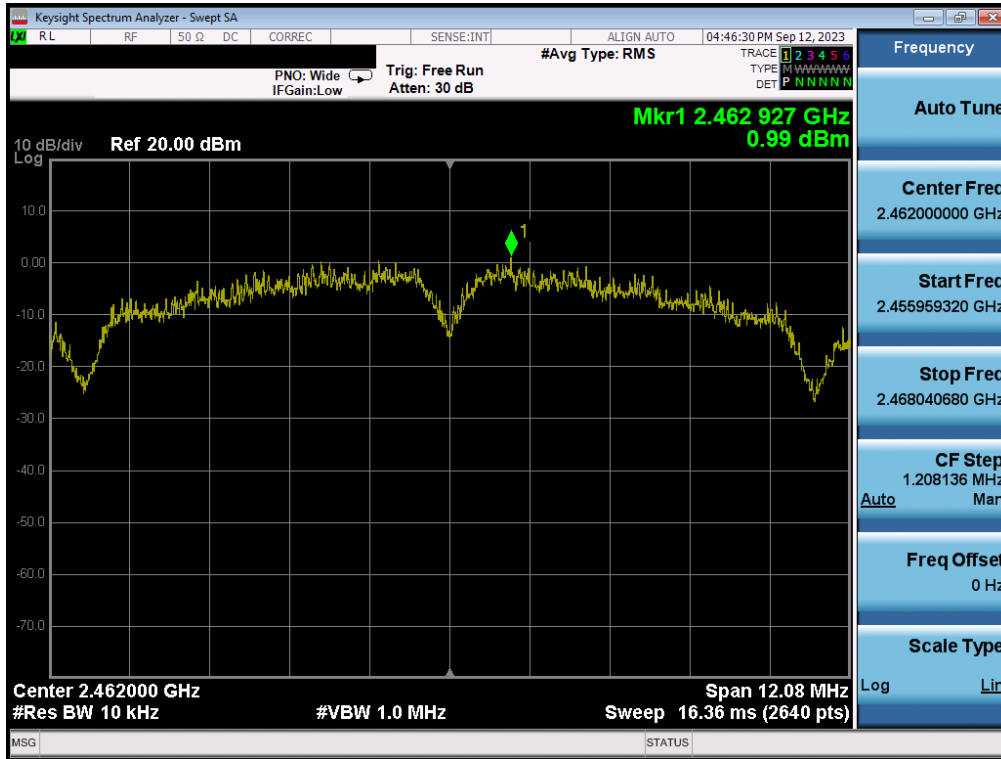 Keysight Spectrum Analyzer - Swept SA
LXI RL RF 50 Ω DC CORREC SENSE:INT ALIGN AUTO 04:46:30 PM Sep 12, 2023
#Avg Type: RMS
TRACE 1 2 3 4 5 6
TYPE M WWWWW
DET P N N N N N
PNO: Wide
IFGain:Low
Trig: Free Run
Atten: 30 dB
Mkr1 2.462 927 GHz
0.99 dBm
10 dB/div Ref 20.00 dBm
Log
10.0
0.00
-10.0
-20.0
-30.0
-40.0
-50.0
-60.0
-70.0
1
Center 2.462000 GHz
Span 12.08 MHz
#Res BW 10 kHz
#VBW 1.0 MHz
Sweep 16.36 ms (2640 pts)
MSG
STATUS
Frequency
Auto Tune
Center Freq
2.462000000 GHz
Start Freq
2.455959320 GHz
Stop Freq
2.468040680 GHz
CF Step
1.208136 MHz
Auto Man
Freq Offset
0 Hz
Scale Type
Log Lin